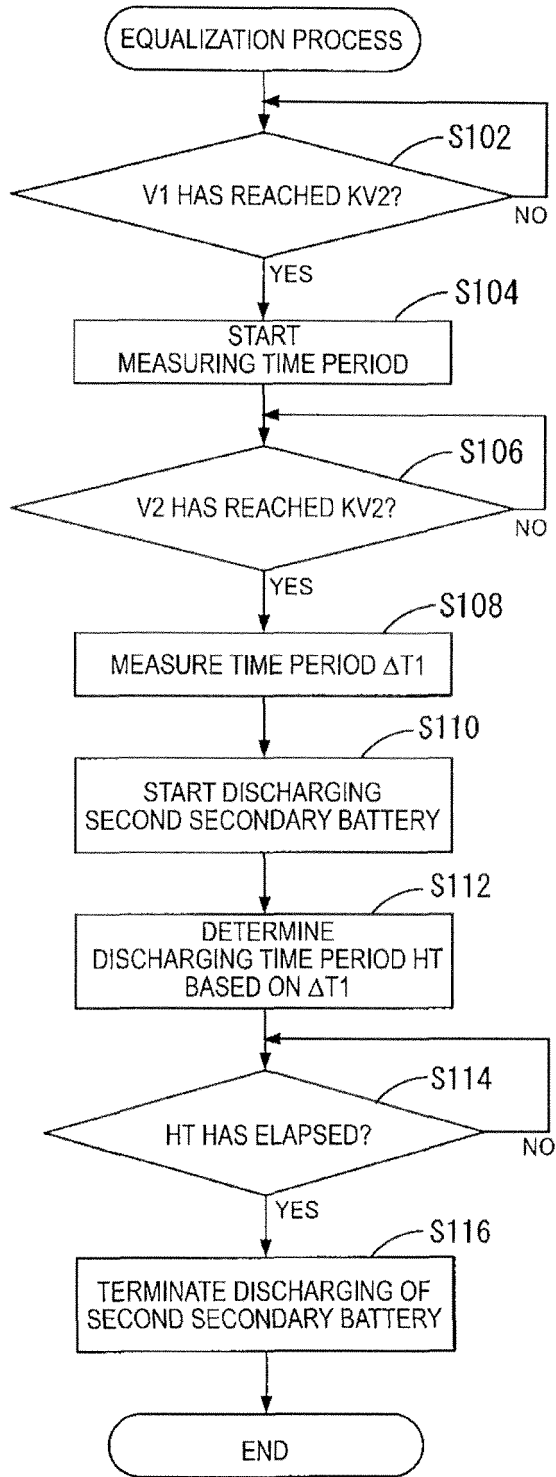 EQUALIZATION PROCESS
S102
V1 HAS REACHED KV2?
NO
YES
S104
START
MEASURING TIME PERIOD
S106
V2 HAS REACHED KV2?
NO
YES
S108
MEASURE TIME PERIOD ΔT1
S110
START DISCHARGING
SECOND SECONDARY BATTERY
S112
DETERMINE
DISCHARGING TIME PERIOD HT
BASED ON ΔT1
S114
HT HAS ELAPSED?
NO
YES
S116
TERMINATE DISCHARGING OF
SECOND SECONDARY BATTERY
END